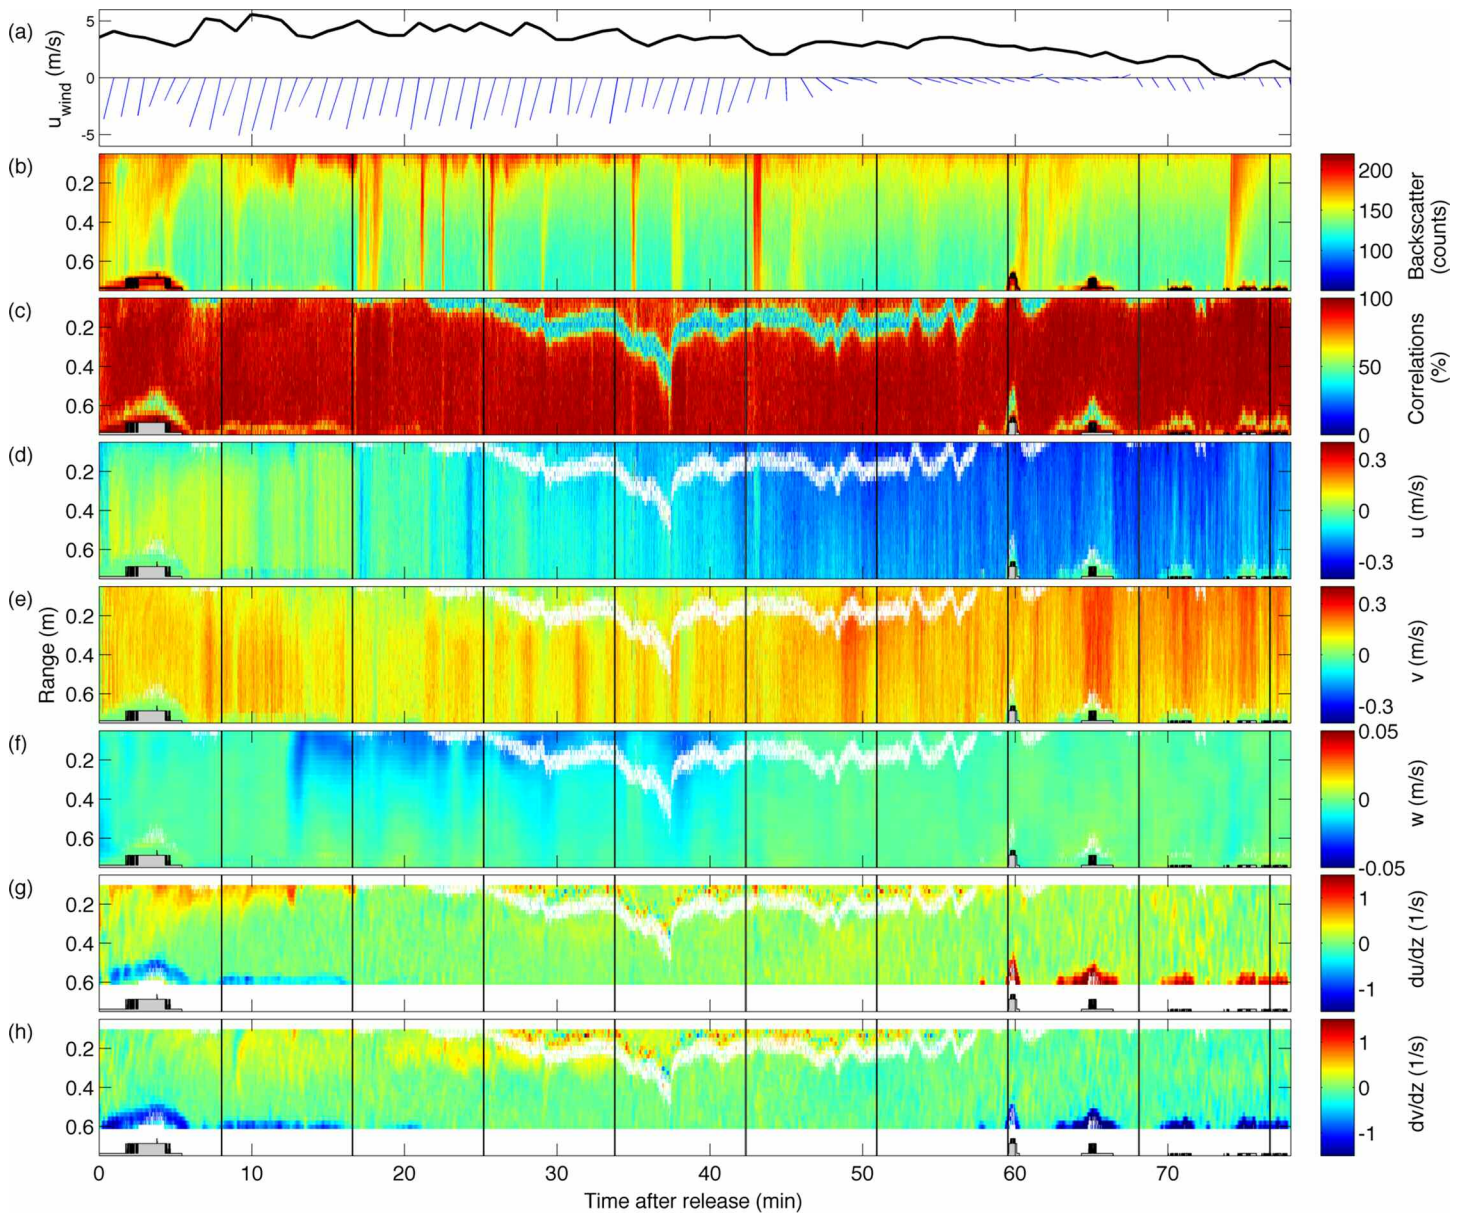 (a)
u wind (m/s)
5
0
-5
(b)
0.2
0.4
0.6
200
150
100
Backscatter
(counts)
(c)
0.2
0.4
0.6
100
50
0
Correlations
(%)
(d)
0.2
0.4
0.6
0.3
0
-0.3
u (m/s)
(e)
Range (m)
0.2
0.4
0.6
0.3
0
-0.3
v (m/s)
(f)
0.2
0.4
0.6
0.05
0
-0.05
w (m/s)
(g)
0.2
0.4
0.6
1
0
-1
du/dz (1/s)
(h)
0.2
0.4
0.6
1
0
-1
dv/dz (1/s)
0 10 20 30 40 50 60 70
Time after release (min)